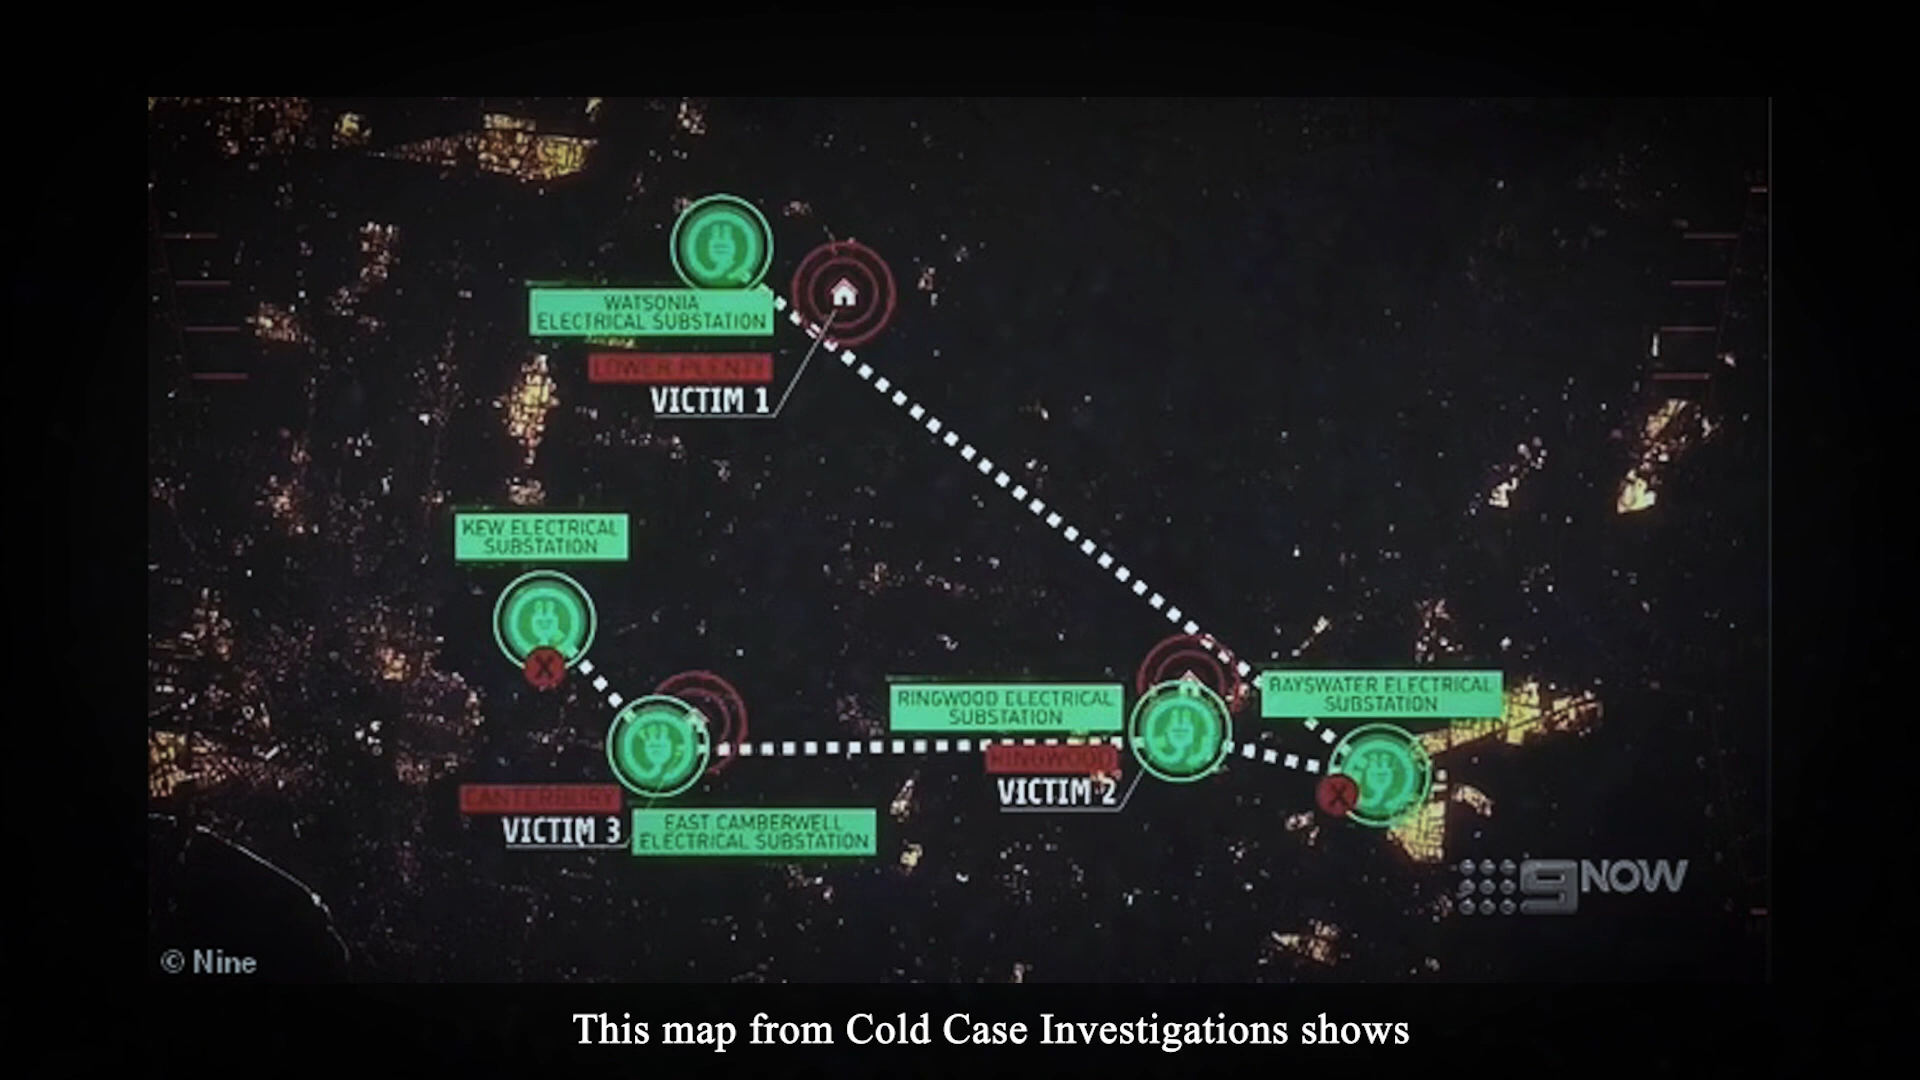 WATSONIA
ELECTRICAL SUBSTATION
LOWER PLENTY
VICTIM 1
KEW ELECTRICAL
SUBSTATION
X
RINGWOOD ELECTRICAL
SUBSTATION
RINGWOOD
VICTIM 2
BAYSWATER ELECTRICAL
SUBSTATION
X
CANTERBURY
VICTIM 3
EAST CAMBERWELL
ELECTRICAL SUBSTATION
9NOW
© Nine
This map from Cold Case Investigations shows